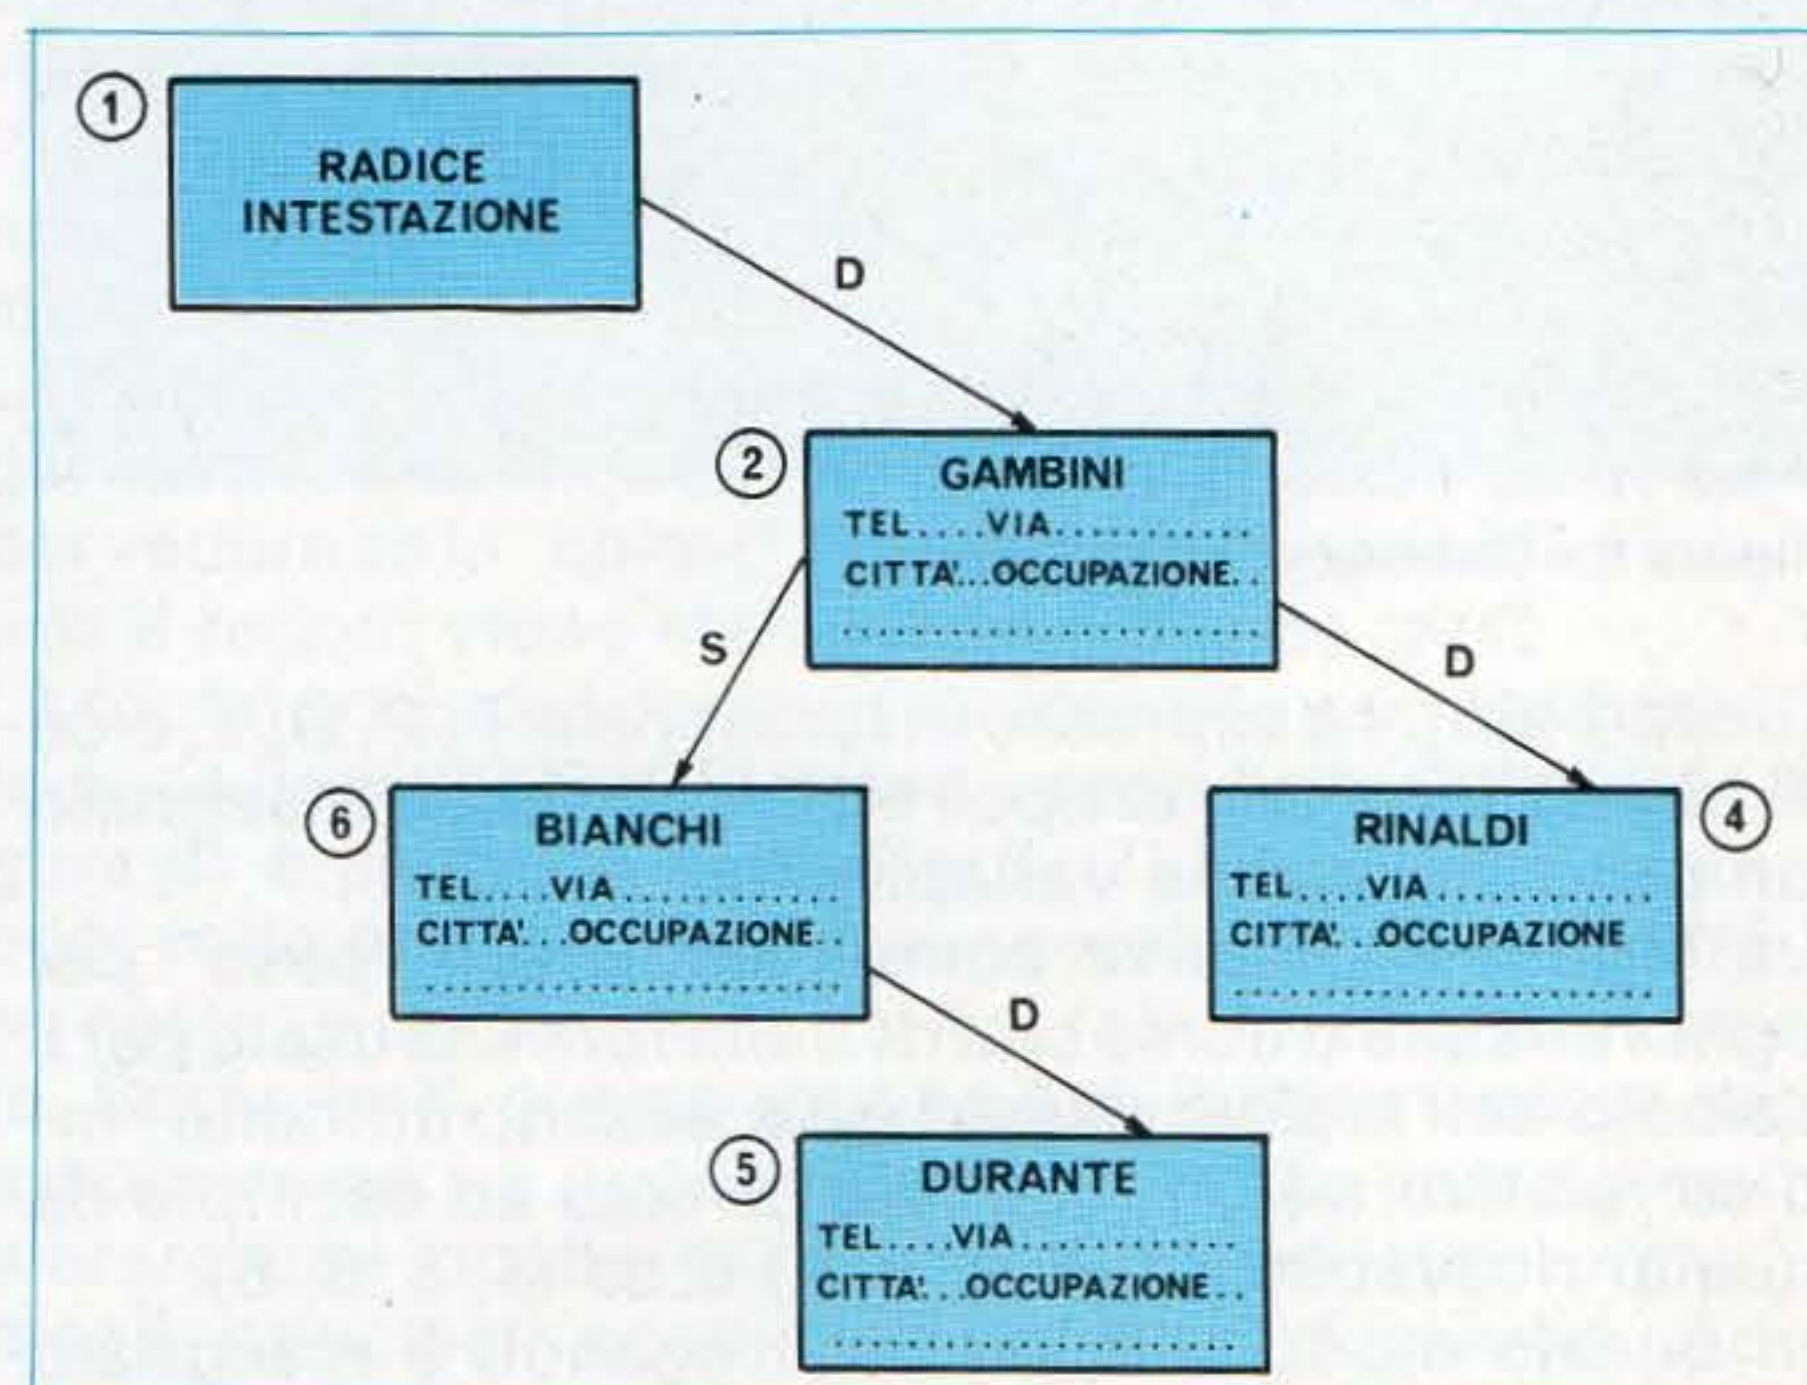 1
RADICE
INTESTAZIONE
D
2
GAMBINI
TEL....VIA...........
CITTA'...OCCUPAZIONE..
........................
S
D
6
BIANCHI
TEL....VIA............
CITTA'...OCCUPAZIONE..
........................
RINALDI
4
TEL....VIA............
CITTA'...OCCUPAZIONE
........................
D
5
DURANTE
TEL....VIA............
CITTA'...OCCUPAZIONE..
........................